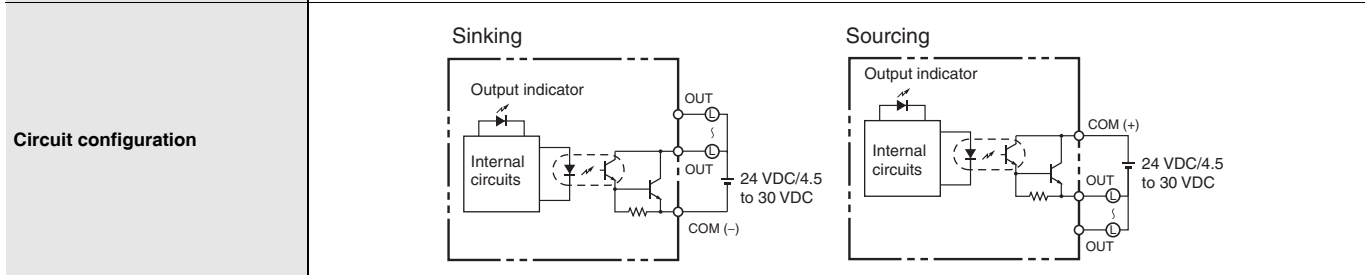 Circuit configuration
Sinking
Output indicator
Internal
circuits
OUT
L
L
OUT
24 VDC/4.5
to 30 VDC
COM (−)
Sourcing
Output indicator
Internal
circuits
COM (+)
24 VDC/4.5
to 30 VDC
OUT
L
L
OUT